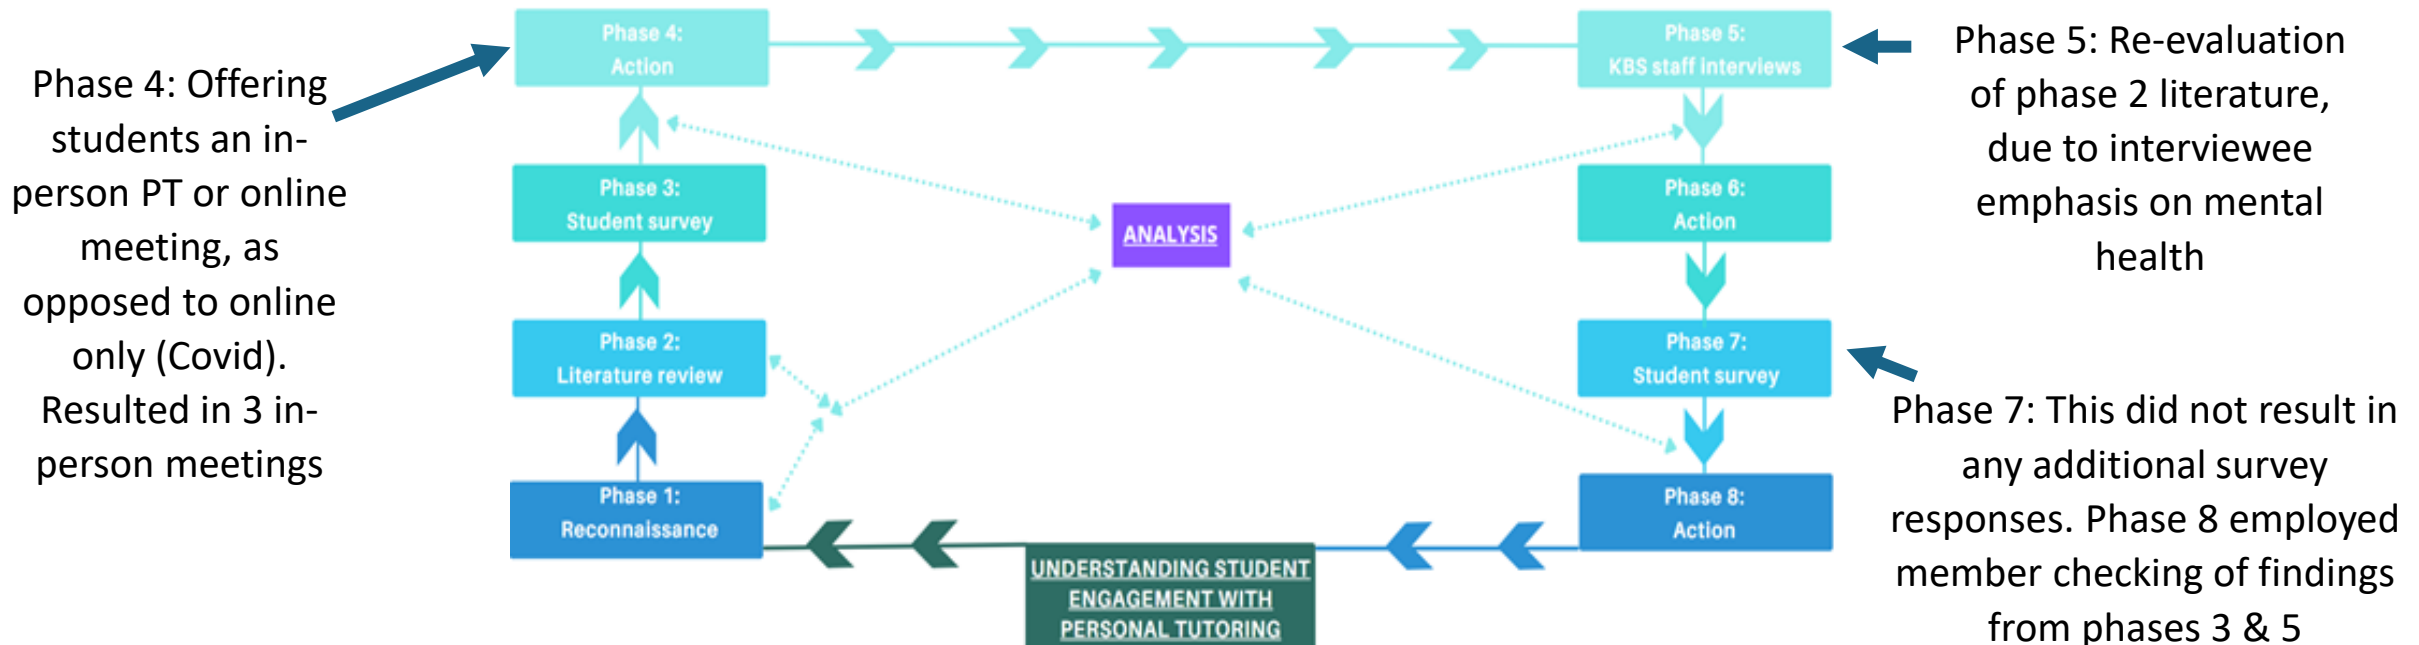 Phase 4: Offering
students an in-
person PT or online
meeting, as
opposed to online
only (Covid).
Resulted in 3 in-
person meetings
Phase 4:
Action
Phase 3:
Student survey
Phase 2:
Literature review
Phase 1:
Reconnaissance
ANALYSIS
UNDERSTANDING STUDENT
ENGAGEMENT WITH
PERSONAL TUTORING
Phase 5:
KBS staff interviews
Phase 6:
Action
Phase 7:
Student survey
Phase 8:
Action
Phase 5: Re-evaluation
of phase 2 literature,
due to interviewee
emphasis on mental
health
Phase 7: This did not result in
any additional survey
responses. Phase 8 employed
member checking of findings
from phases 3 & 5